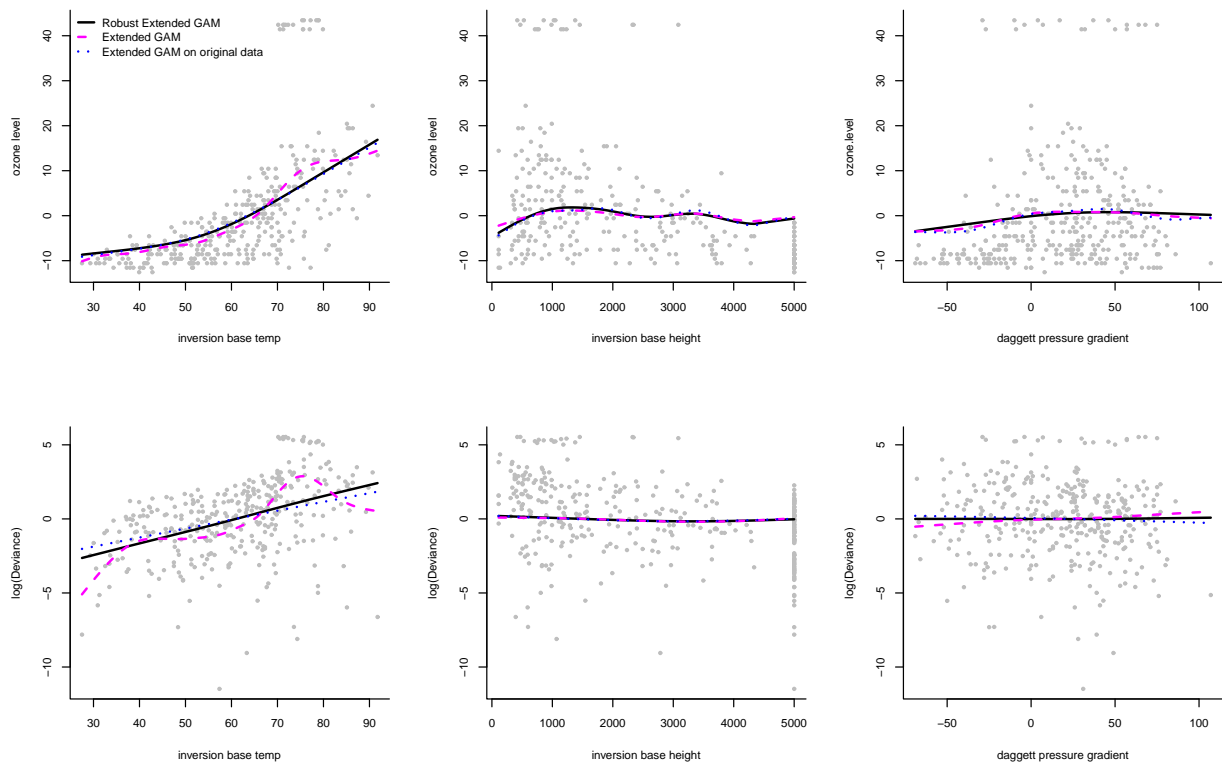 Robust Extended GAM
Extended GAM
Extended GAM on original data
ozone level
−10 0 10 20 30 40
30 40 50 60 70 80 90
inversion base temp
ozone level
−10 0 10 20 30 40
0 1000 2000 3000 4000 5000
inversion base height
ozone.level
−10 0 10 20 30 40
−50 0 50 100
daggett pressure gradient
log(Deviance)
−10 −5 0 5
30 40 50 60 70 80 90
inversion base temp
log(Deviance)
−10 −5 0 5
0 1000 2000 3000 4000 5000
inversion base height
log(Deviance)
−10 −5 0 5
−50 0 50 100
daggett pressure gradient